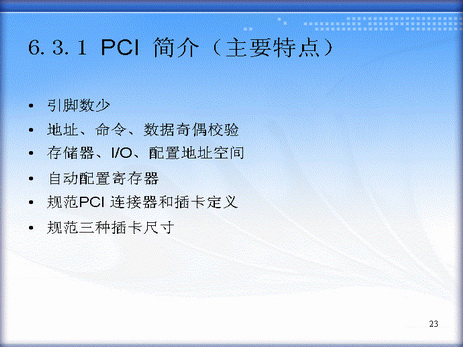 6.3.1 PCI 简介（主要特点）
• 引脚数少
• 地址、命令、数据奇偶校验
• 存储器、I/O、配置地址空间
• 自动配置寄存器
• 规范PCI 连接器和插卡定义
• 规范三种插卡尺寸
23